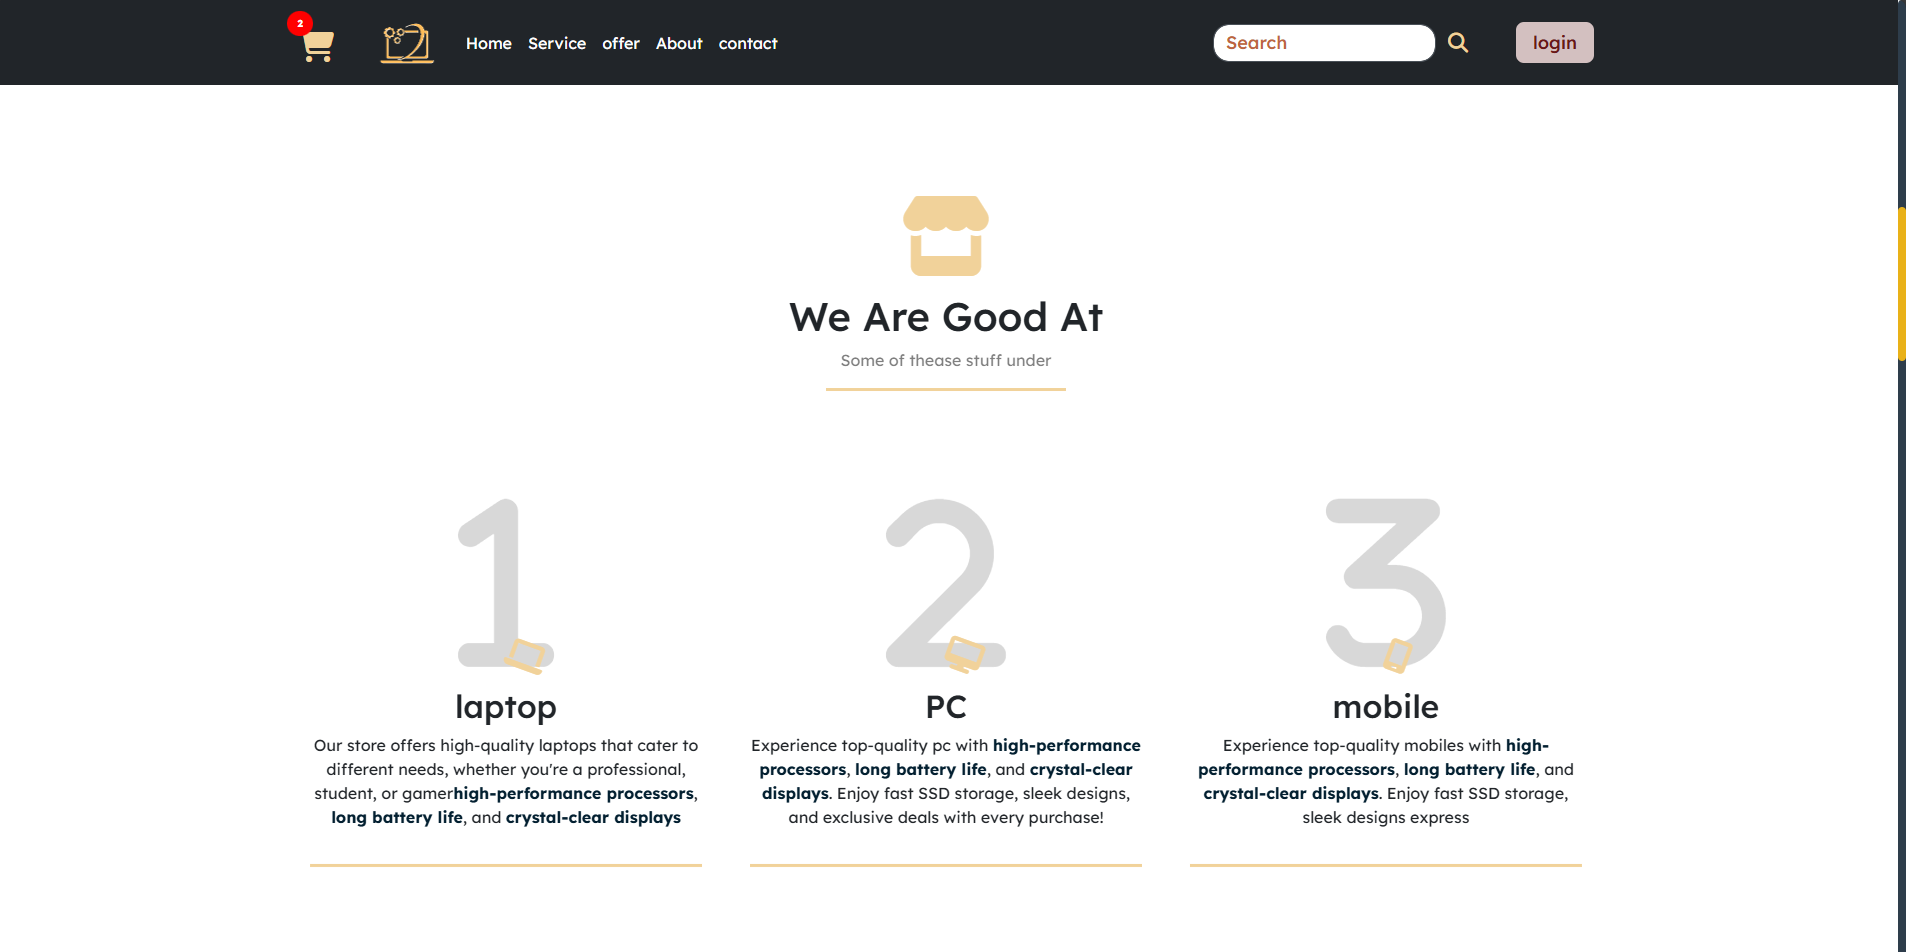 2
Home Service offer About contact
Search
login
We Are Good At
Some of thease stuff under
1
laptop
Our store offers high-quality laptops that cater to
different needs, whether you're a professional,
student, or gamerhigh-performance processors,
long battery life, and crystal-clear displays
2
PC
Experience top-quality pc with high-performance
processors, long battery life, and crystal-clear
displays. Enjoy fast SSD storage, sleek designs,
and exclusive deals with every purchase!
3
mobile
Experience top-quality mobiles with high-
performance processors, long battery life, and
crystal-clear displays. Enjoy fast SSD storage,
sleek designs express